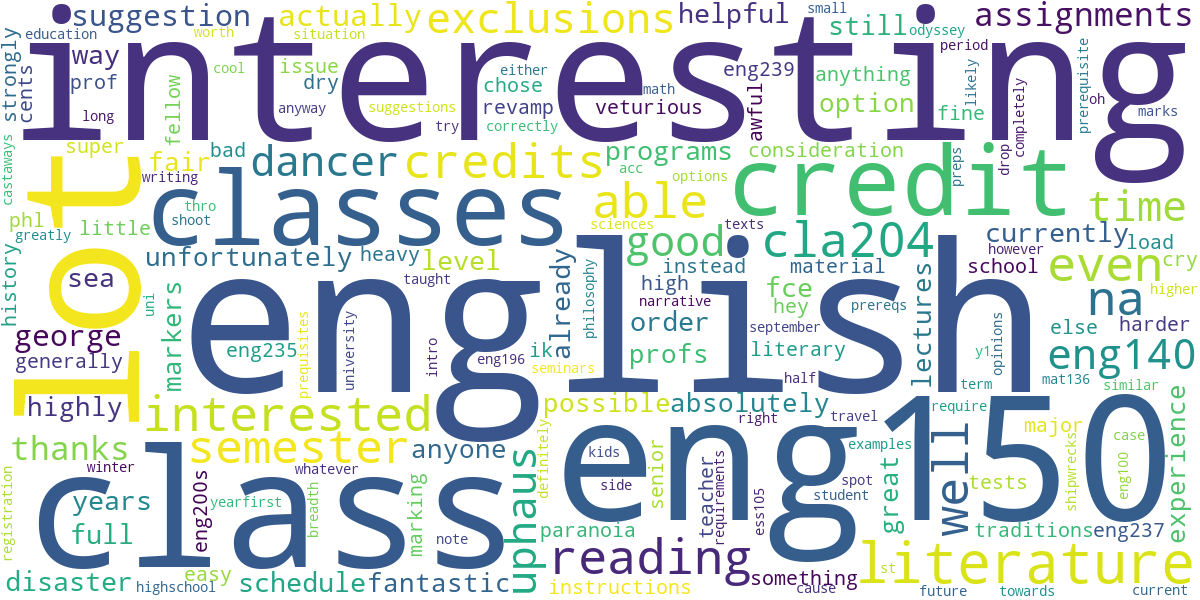 suggestion
actually
exclusions
helpful
small
still
odyssey
assignments
education
worth
situation
interesting
strongly
cents
way
prof
cool
issue
dry
either
chose
eng239
math
anything
period
likely
prerequisite
oh
completely
long
fellow
anyway
suggestions
revamp
try
correctly
veturious
awful
option
fine
marks
castaways
super
lot
fair
bad
dancer
credits
programs
acc
options
consideration
credit
preps
drop
writing
thro
shoot
classes
able
time
phl
little
greatly
sciences
texts
good
cla204
currently
load
history
unfortunately
heavy
level
already
philosophy
instead
material
lectures
however
school
even
cry
higher
sea
uni
taught
high
narrative
prereqs
na
george
markers
english
fce
hey
september
order
else
harder
generally
eng235
prequisites
university
intro
eng196
ik
seminars
profs
literary
opinions
y1
eng140
half
term
mat136
similar
highly
interested
possible
absolutely
right
travel
eng150
require
experience
thanks
semester
anyone
definitely
kids
senior
teacher
requirements
side
ess105
spot
student
examples
great
well
major
tests
shipwrecks
case
eng100
class
winter
whatever
registration
years
eng200s
yearfirst
breadth
marking
uphaus
full
note
paranoia
traditions
eng237
easy
reading
something
literature
disaster
highschool
schedule
fantastic
instructions
cause
st
future
towards
current